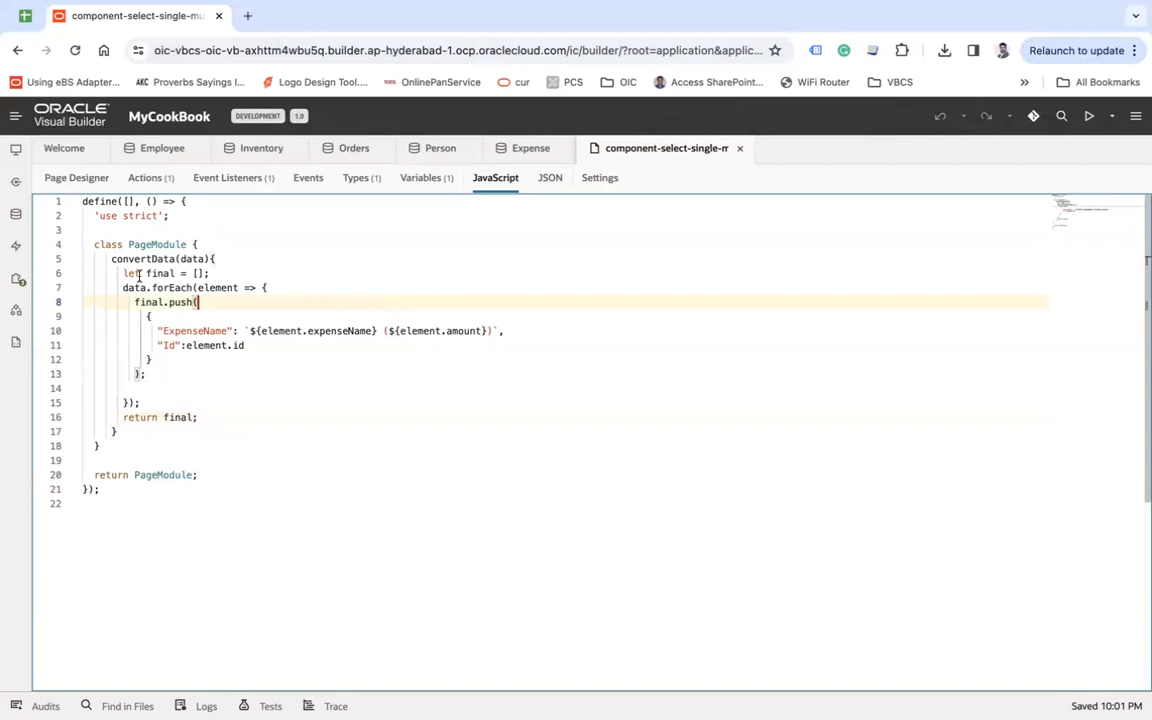 component-select-single-mu
oic-vbcs-oic-vb-axhttm4wbu5q.builder.ap-hyderabad-1.ocp.oraclecloud.com/ic/builder/?root=application&applic...
Relaunch to update
Using eBS Adapter...
AKC Proverbs Sayings I...
Logo Design Tool....
OnlinePanService
cur
PCS
OIC
Access SharePoint...
WiFi Router
VBCS
All Bookmarks
ORACLE
Visual Builder
MyCookBook
DEVELOPMENT
1.0
Welcome
Employee
Inventory
Orders
Person
Expense
component-select-single-m
Page Designer
Actions (1)
Event Listeners (1)
Events
Types (1)
Variables (1)
JavaScript
JSON
Settings
1 define([], () => {
2 'use strict';
3
4 class PageModule {
5 convertData(data){
6 let final = [];
7 data.forEach(element => {
8 final.push(
9 {
10 "ExpenseName": `${element.expenseName} (${element.amount})`,
11 "Id":element.id
12 }
13 );
14
15 });
16 return final;
17 }
18 }
19
20 return PageModule;
21 });
22
Audits
Find in Files
Logs
Tests
Trace
Saved 10:01 PM